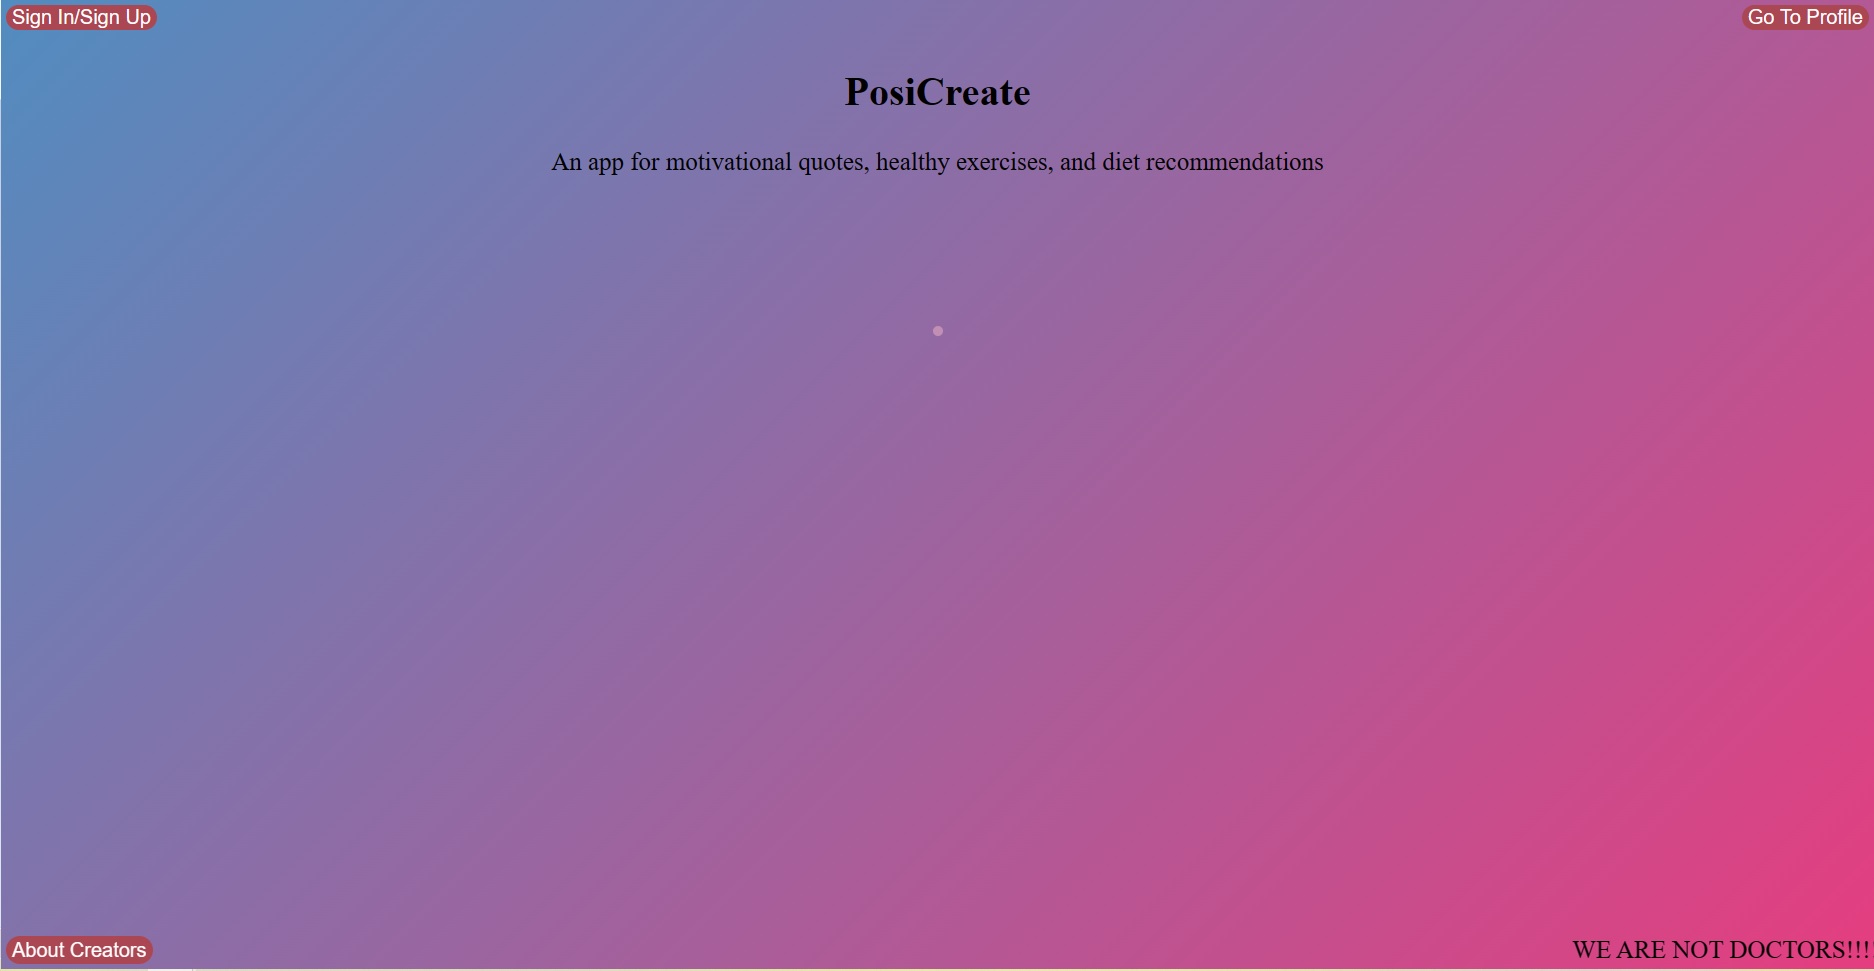 Sign In/Sign Up
Go To Profile
PosiCreate
An app for motivational quotes, healthy exercises, and diet recommendations
About Creators
WE ARE NOT DOCTORS!!!